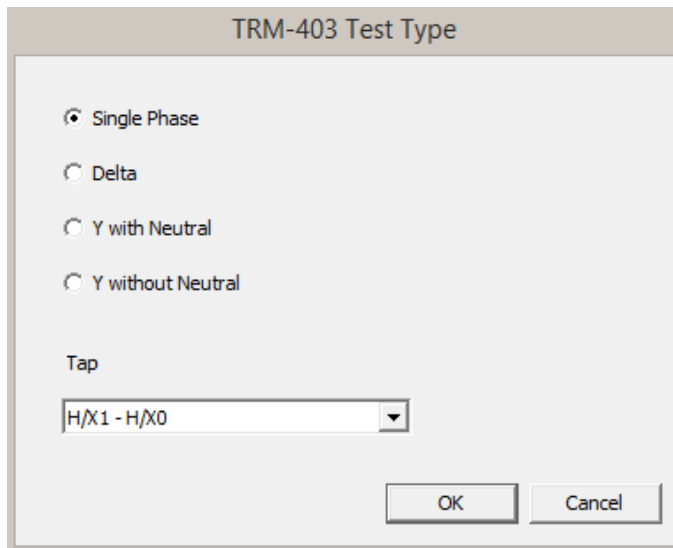 TRM-403 Test Type
Single Phase
Delta
Y with Neutral
Y without Neutral
Tap
H/X1 - H/X0
OK Cancel